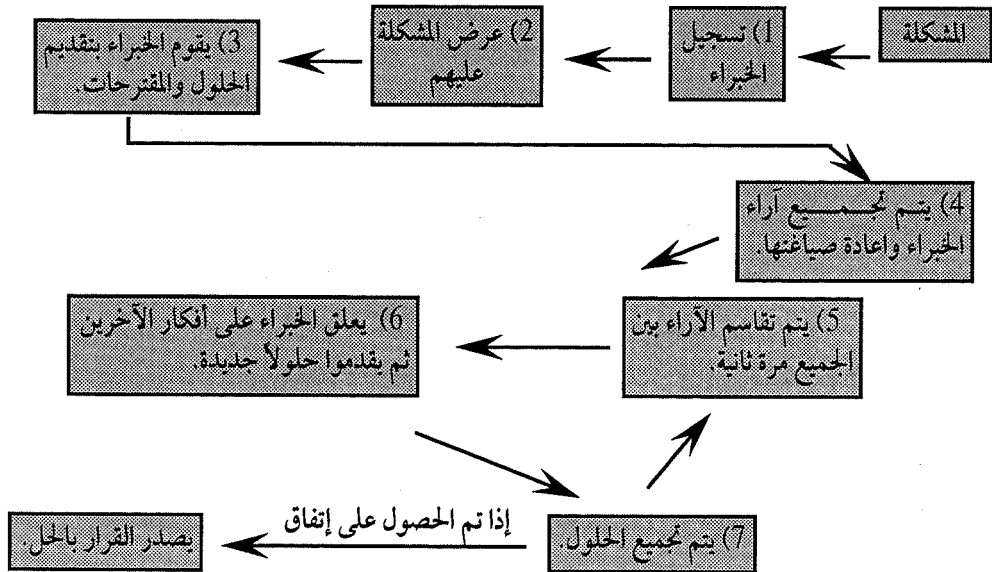 المشكلة
1) تسجيل
الخبراء
2) عرض المشكلة
عليهم
3) يقوم الخبراء بتقديم
الحلول والمقترحات.
4) يتم تجميع آراء
الخبراء واعادة صياغتها.
5) يتم تقاسم الآراء بين
الجميع مرة ثانية.
6) يعلق الخبراء على أفكار الآخرين
ثم يقدموا حلولاً جديدة.
7) يتم تجميع الحلول.
إذا تم الحصول على إتفاق
يصدر القرار بالحل.